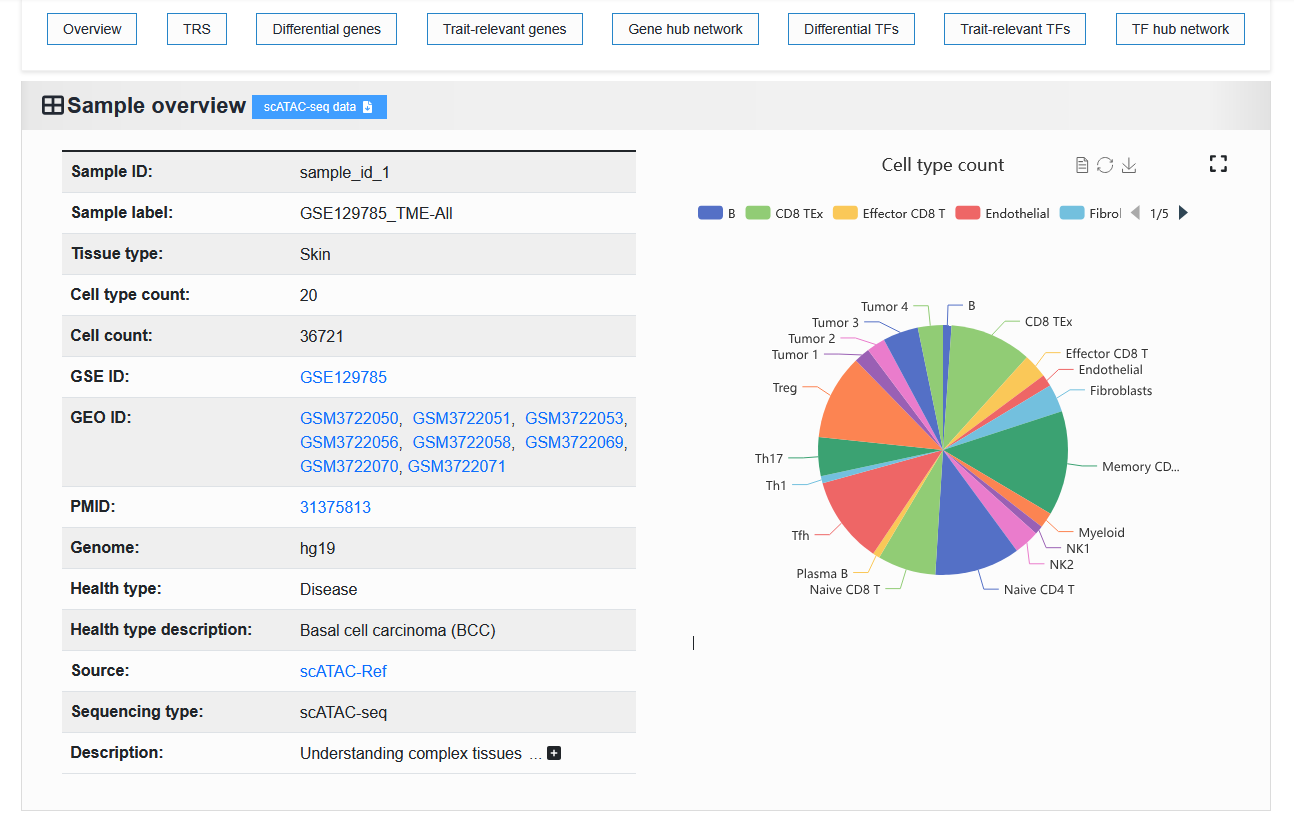 Overview TRS Differential genes Trait-relevant genes Gene hub network Differential TFs Trait-relevant TFs TF hub network
Sample overview scATAC-seq data
Sample ID: sample_id_1
Sample label: GSE129785_TME-All
Tissue type: Skin
Cell type count: 20
Cell count: 36721
GSE ID: GSE129785
GEO ID: GSM3722050, GSM3722051, GSM3722053,
GSM3722056, GSM3722058, GSM3722069,
GSM3722070, GSM3722071
PMID: 31375813
Genome: hg19
Health type: Disease
Health type description: Basal cell carcinoma (BCC)
Source: scATAC-Ref
Sequencing type: scATAC-seq
Description: Understanding complex tissues ...
Cell type count
B CD8 TEx Effector CD8 T Endothelial Fibrol 1/5
Tumor 4 B
Tumor 3 CD8 TEx
Tumor 2
Tumor 1 Effector CD8 T
Endothelial
Treg Fibroblasts
Th17 Memory CD...
Th1
Tfh Myeloid
NK1
NK2
Plasma B
Naive CD8 T Naive CD4 T